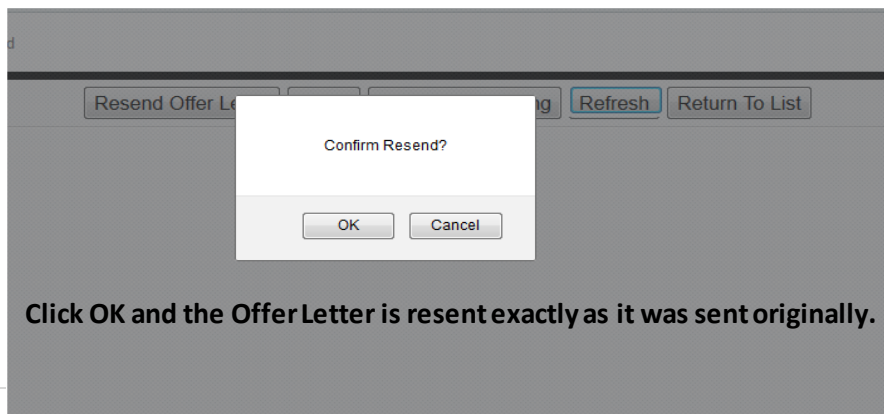 d
Resend Offer Le ng Refresh Return To List
Confirm Resend?
OK Cancel
Click OK and the Offer Letter is resent exactly as it was sent originally.